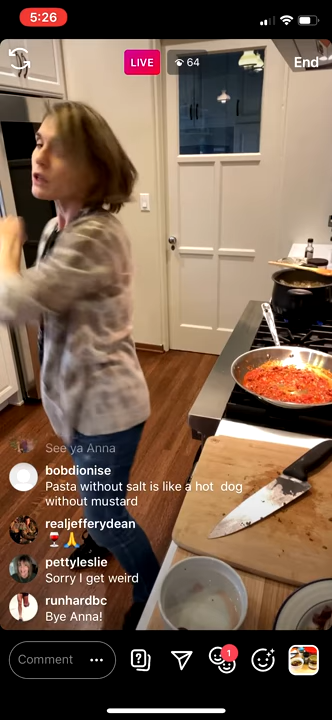 5:26
LIVE
64
End
See ya Anna
bobdionise
Pasta without salt is like a hot dog
without mustard
realjefferydean
🍷🙏
pettyleslie
Sorry I get weird
runhardbc
Bye Anna!
Comment
1